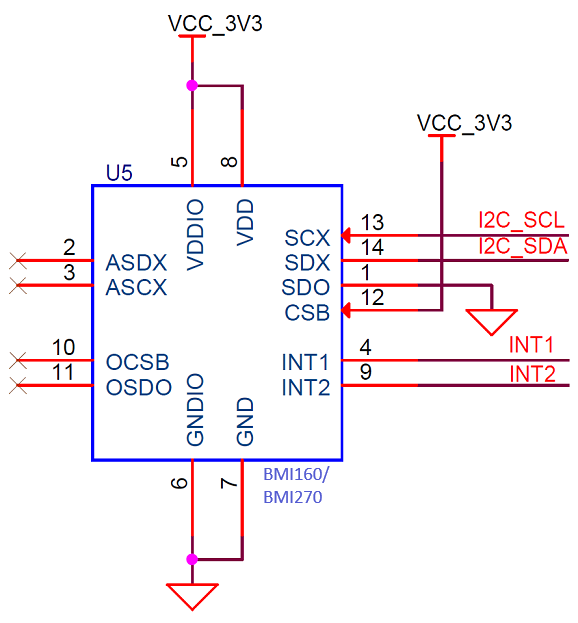 VCC_3V3
VCC_3V3
U5
5
8
VDDIO
VDD
2
ASDX
3
ASCX
10
OCSB
11
OSDO
SCX
13
I2C_SCL
SDX
14
I2C_SDA
SDO
1
CSB
12
INT1
4
INT1
INT2
9
INT2
GNDIO
GND
6
7
BMI160/
BMI270